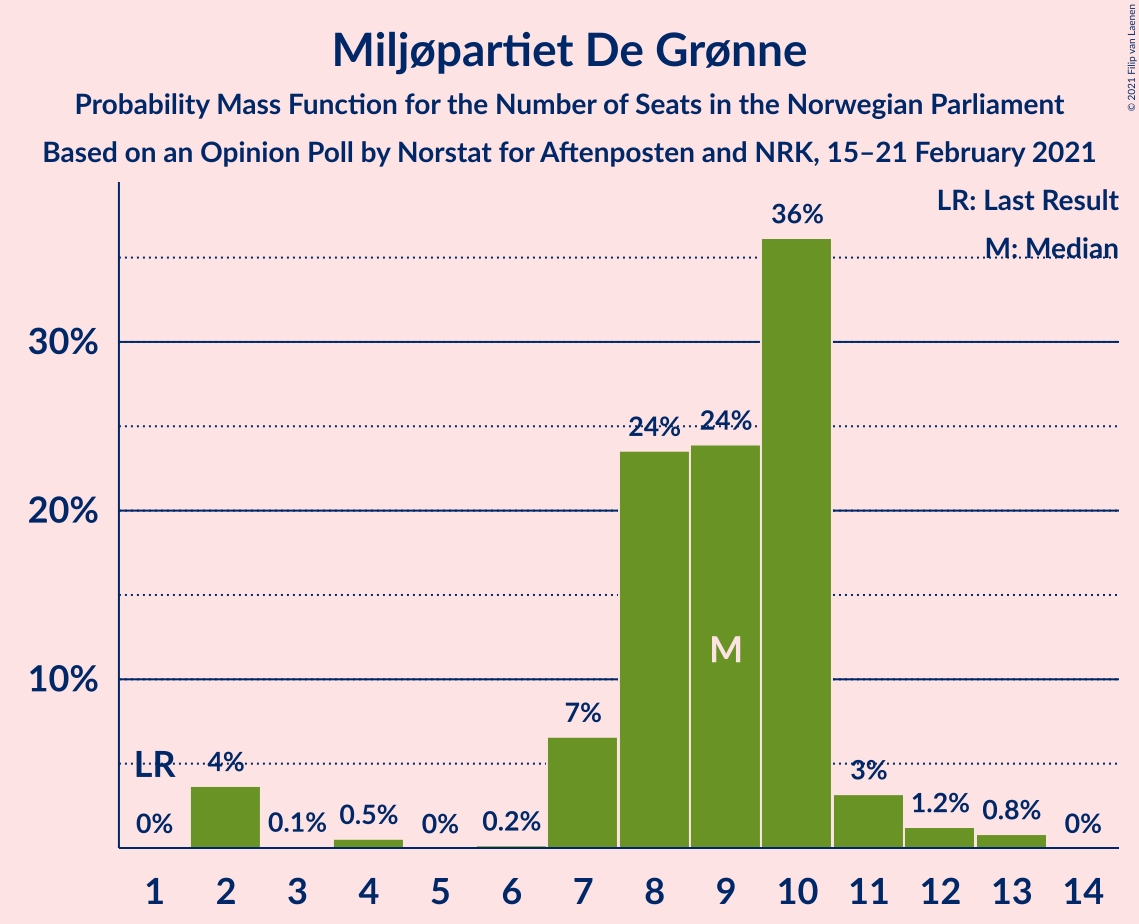 Miljøpartiet De Grønne
Probability Mass Function for the Number of Seats in the Norwegian Parliament
Based on an Opinion Poll by Norstat for Aftenposten and NRK, 15–21 February 2021
© 2021 Filip van Laenen
LR: Last Result
M: Median
36%
30%
24% 24%
20%
M
10%
7%
LR 4% 3%
0% 0.1% 0.5% 0% 0.2% 1.2% 0.8% 0%
1 2 3 4 5 6 7 8 9 10 11 12 13 14